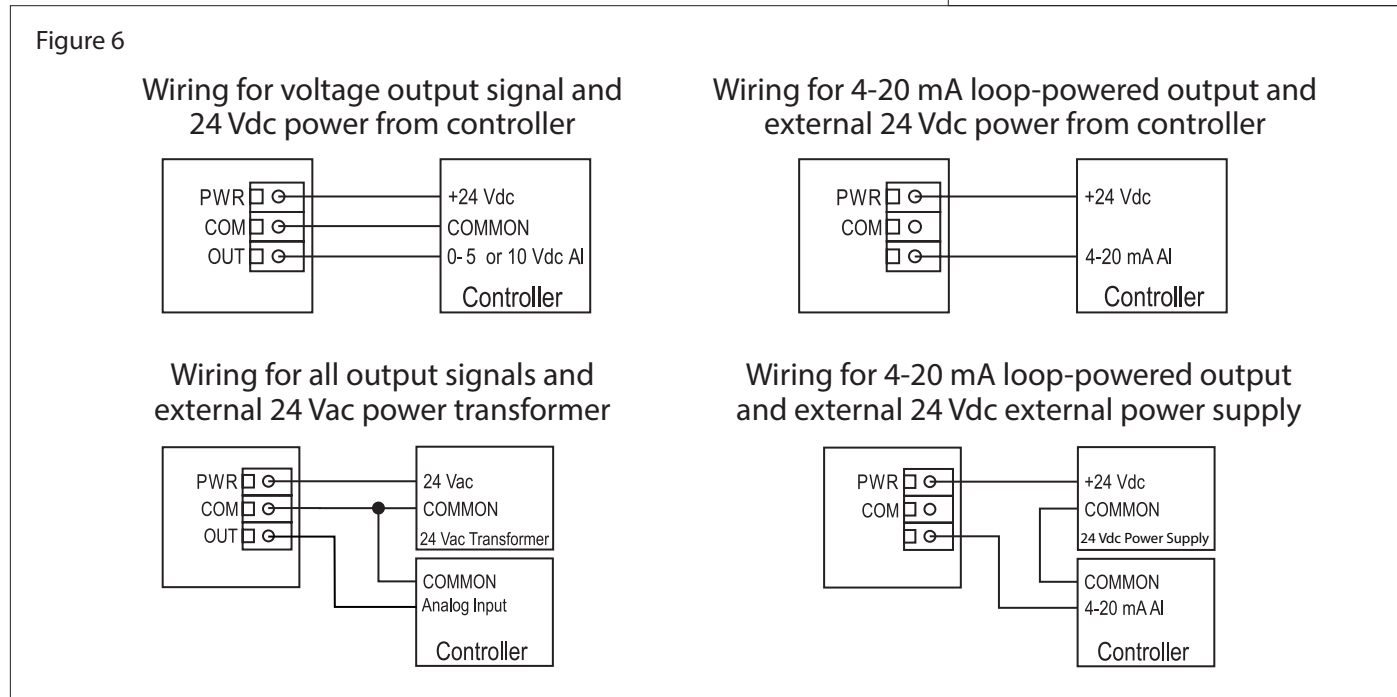 Figure 6
Wiring for voltage output signal and
24 Vdc power from controller
PWR
COM
OUT
+24 Vdc
COMMON
0-5 or 10 Vdc AI
Controller
Wiring for 4-20 mA loop-powered output and
external 24 Vdc power from controller
PWR
COM
+24 Vdc
4-20 mA AI
Controller
Wiring for all output signals and
external 24 Vac power transformer
PWR
COM
OUT
24 Vac
COMMON
24 Vac Transformer
COMMON
Analog Input
Controller
Wiring for 4-20 mA loop-powered output
and external 24 Vdc external power supply
PWR
COM
+24 Vdc
COMMON
24 Vdc Power Supply
COMMON
4-20 mA AI
Controller